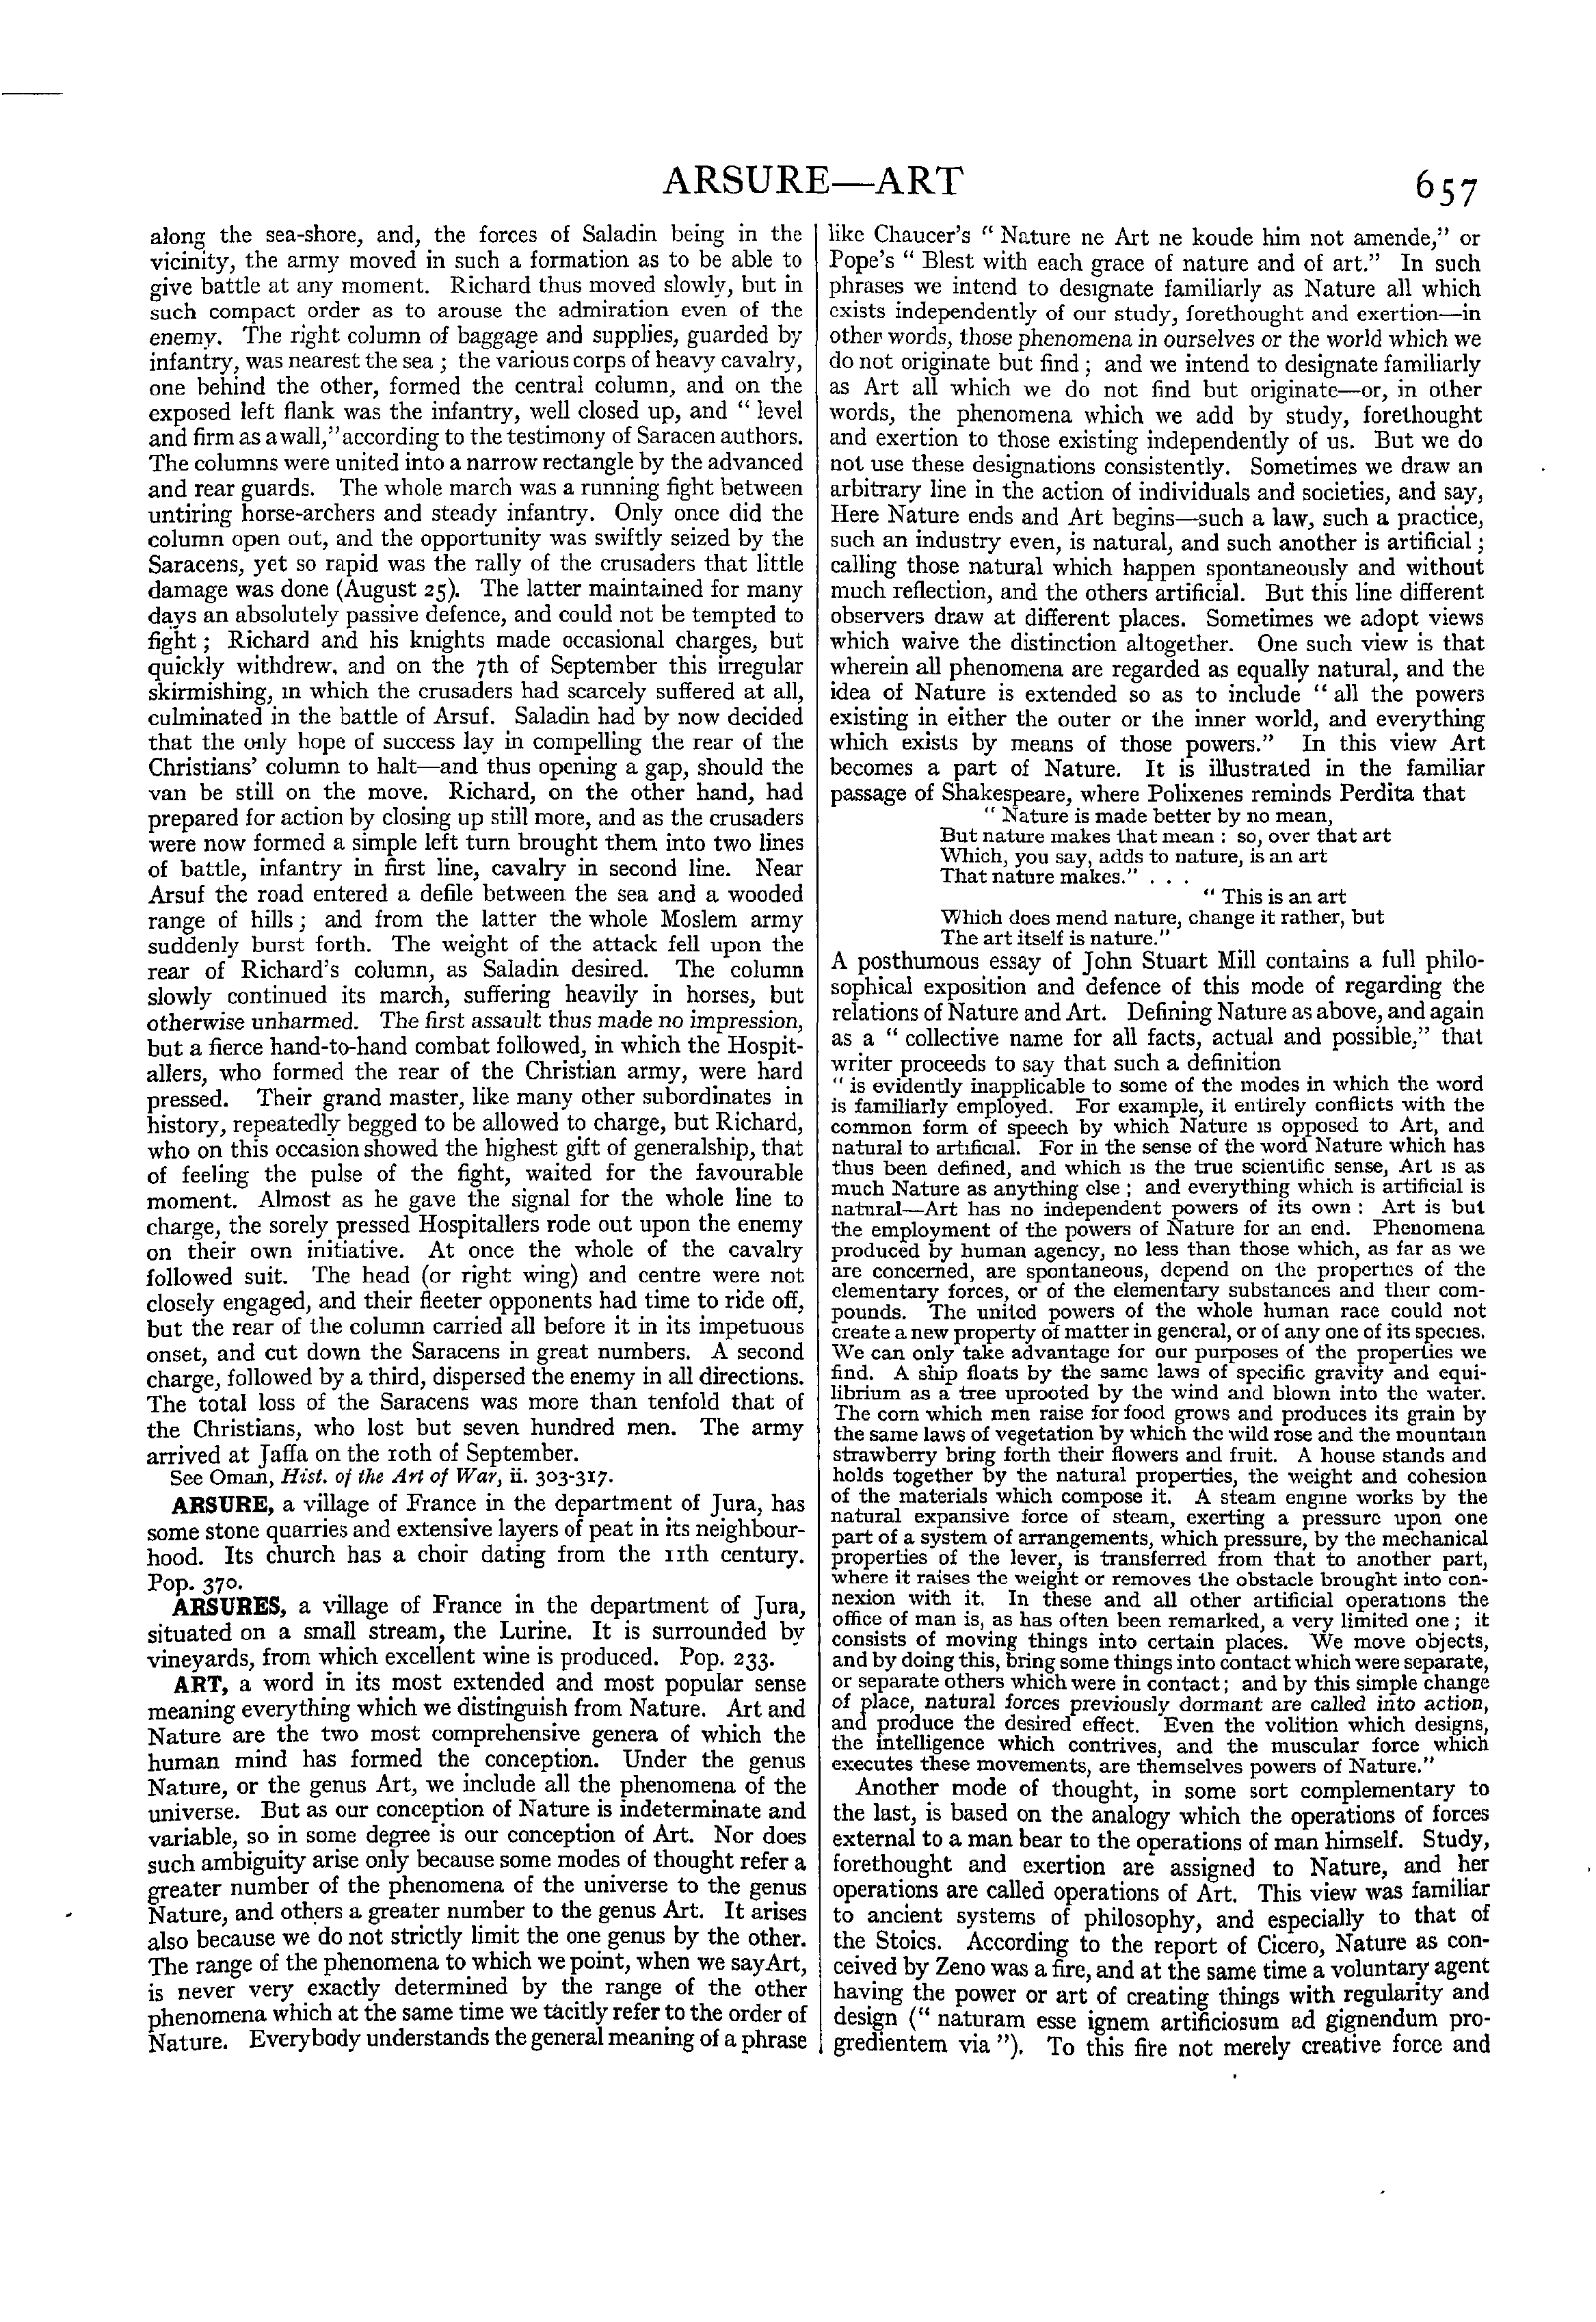 ARSURE—ART
657
along the sea-shore, and, the forces of Saladin being in the
vicinity, the army moved in such a formation as to be able to
give battle at any moment. Richard thus moved slowly, but in
such compact order as to arouse the admiration even of the
enemy. The right column of baggage and supplies, guarded by
infantry, was nearest the sea ; the various corps of heavy cavalry,
one behind the other, formed the central column, and on the
exposed left flank was the infantry, well closed up, and “ level
and firm as a wall,” according to the testimony of Saracen authors.
The columns were united into a narrow rectangle by the advanced
and rear guards. The whole march was a running fight between
untiring horse-archers and steady infantry. Only once did the
column open out, and the opportunity was swiftly seized by the
Saracens, yet so rapid was the rally of the crusaders that little
damage was done (August 25). The latter maintained for many
days an absolutely passive defence, and could not be tempted to
fight ; Richard and his knights made occasional charges, but
quickly withdrew, and on the 7th of September this irregular
skirmishing, in which the crusaders had scarcely suffered at all,
culminated in the battle of Arsuf. Saladin had by now decided
that the only hope of success lay in compelling the rear of the
Christians’ column to halt—and thus opening a gap, should the
van be still on the move. Richard, on the other hand, had
prepared for action by closing up still more, and as the crusaders
were now formed a simple left turn brought them into two lines
of battle, infantry in first line, cavalry in second line. Near
Arsuf the road entered a defile between the sea and a wooded
range of hills ; and from the latter the whole Moslem army
suddenly burst forth. The weight of the attack fell upon the
rear of Richard’s column, as Saladin desired. The column
slowly continued its march, suffering heavily in horses, but
otherwise unharmed. The first assault thus made no impression,
but a fierce hand-to-hand combat followed, in which the Hospit-
allers, who formed the rear of the Christian army, were hard
pressed. Their grand master, like many other subordinates in
history, repeatedly begged to be allowed to charge, but Richard,
who on this occasion showed the highest gift of generalship, that
of feeling the pulse of the fight, waited for the favourable
moment. Almost as he gave the signal for the whole line to
charge, the sorely pressed Hospitallers rode out upon the enemy
on their own initiative. At once the whole of the cavalry
followed suit. The head (or right wing) and centre were not
closely engaged, and their fleeter opponents had time to ride off,
but the rear of the column carried all before it in its impetuous
onset, and cut down the Saracens in great numbers. A second
charge, followed by a third, dispersed the enemy in all directions.
The total loss of the Saracens was more than tenfold that of
the Christians, who lost but seven hundred men. The army
arrived at Jaffa on the 10th of September.
See Oman, Hist. of the Art of War, ii. 303-317.
ARSURE, a village of France in the department of Jura, has
some stone quarries and extensive layers of peat in its neighbour-
hood. Its church has a choir dating from the 11th century.
Pop. 370.
ARSURES, a village of France in the department of Jura,
situated on a small stream, the Lurine. It is surrounded by
vineyards, from which excellent wine is produced. Pop. 233.
ART, a word in its most extended and most popular sense
meaning everything which we distinguish from Nature. Art and
Nature are the two most comprehensive genera of which the
human mind has formed the conception. Under the genus
Nature, or the genus Art, we include all the phenomena of the
universe. But as our conception of Nature is indeterminate and
variable, so in some degree is our conception of Art. Nor does
such ambiguity arise only because some modes of thought refer a
greater number of the phenomena of the universe to the genus
Nature, and others a greater number to the genus Art. It arises
also because we do not strictly limit the one genus by the other.
The range of the phenomena to which we point, when we say Art,
is never very exactly determined by the range of the other
phenomena which at the same time we tacitly refer to the order of
Nature. Everybody understands the general meaning of a phrase
like Chaucer’s “ Nature ne Art ne koude him not amende,” or
Pope’s “ Blest with each grace of nature and of art.” In such
phrases we intend to designate familiarly as Nature all which
exists independently of our study, forethought and exertion—in
other words, those phenomena in ourselves or the world which we
do not originate but find ; and we intend to designate familiarly
as Art all which we do not find but originate—or, in other
words, the phenomena which we add by study, forethought
and exertion to those existing independently of us. But we do
not use these designations consistently. Sometimes we draw an
arbitrary line in the action of individuals and societies, and say,
Here Nature ends and Art begins—such a law, such a practice,
such an industry even, is natural, and such another is artificial ;
calling those natural which happen spontaneously and without
much reflection, and the others artificial. But this line different
observers draw at different places. Sometimes we adopt views
which waive the distinction altogether. One such view is that
wherein all phenomena are regarded as equally natural, and the
idea of Nature is extended so as to include “ all the powers
existing in either the outer or the inner world, and everything
which exists by means of those powers.” In this view Art
becomes a part of Nature. It is illustrated in the familiar
passage of Shakespeare, where Polixenes reminds Perdita that
“ Nature is made better by no mean,
But nature makes that mean : so, over that art
Which, you say, adds to nature, is an art
That nature makes.” . . .
“ This is an art
Which does mend nature, change it rather, but
The art itself is nature.”
A posthumous essay of John Stuart Mill contains a full philo-
sophical exposition and defence of this mode of regarding the
relations of Nature and Art. Defining Nature as above, and again
as a “ collective name for all facts, actual and possible,” that
writer proceeds to say that such a definition
“ is evidently inapplicable to some of the modes in which the word
is familiarly employed. For example, it entirely conflicts with the
common form of speech by which Nature is opposed to Art, and
natural to artificial. For in the sense of the word Nature which has
thus been defined, and which is the true scientific sense, Art is as
much Nature as anything else ; and everything which is artificial is
natural—Art has no independent powers of its own : Art is but
the employment of the powers of Nature for an end. Phenomena
produced by human agency, no less than those which, as far as we
are concerned, are spontaneous, depend on the properties of the
elementary forces, or of the elementary substances and their com-
pounds. The united powers of the whole human race could not
create a new property of matter in general, or of any one of its species.
We can only take advantage for our purposes of the properties we
find. A ship floats by the same laws of specific gravity and equi-
librium as a tree uprooted by the wind and blown into the water.
The corn which men raise for food grows and produces its grain by
the same laws of vegetation by which the wild rose and the mountain
strawberry bring forth their flowers and fruit. A house stands and
holds together by the natural properties, the weight and cohesion
of the materials which compose it. A steam engine works by the
natural expansive force of steam, exerting a pressure upon one
part of a system of arrangements, which pressure, by the mechanical
properties of the lever, is transferred from that to another part,
where it raises the weight or removes the obstacle brought into con-
nexion with it. In these and all other artificial operations the
office of man is, as has often been remarked, a very limited one ; it
consists of moving things into certain places. We move objects,
and by doing this, bring some things into contact which were separate,
or separate others which were in contact ; and by this simple change
of place, natural forces previously dormant are called into action,
and produce the desired effect. Even the volition which designs,
the intelligence which contrives, and the muscular force which
executes these movements, are themselves powers of Nature.”
Another mode of thought, in some sort complementary to
the last, is based on the analogy which the operations of forces
external to a man bear to the operations of man himself. Study,
forethought and exertion are assigned to Nature, and her
operations are called operations of Art. This view was familiar
to ancient systems of philosophy, and especially to that of
the Stoics. According to the report of Cicero, Nature as con-
ceived by Zeno was a fire, and at the same time a voluntary agent
having the power or art of creating things with regularity and
design (“ naturam esse ignem artificiosum ad gignendum pro-
gredientem via ”). To this fire not merely creative force and